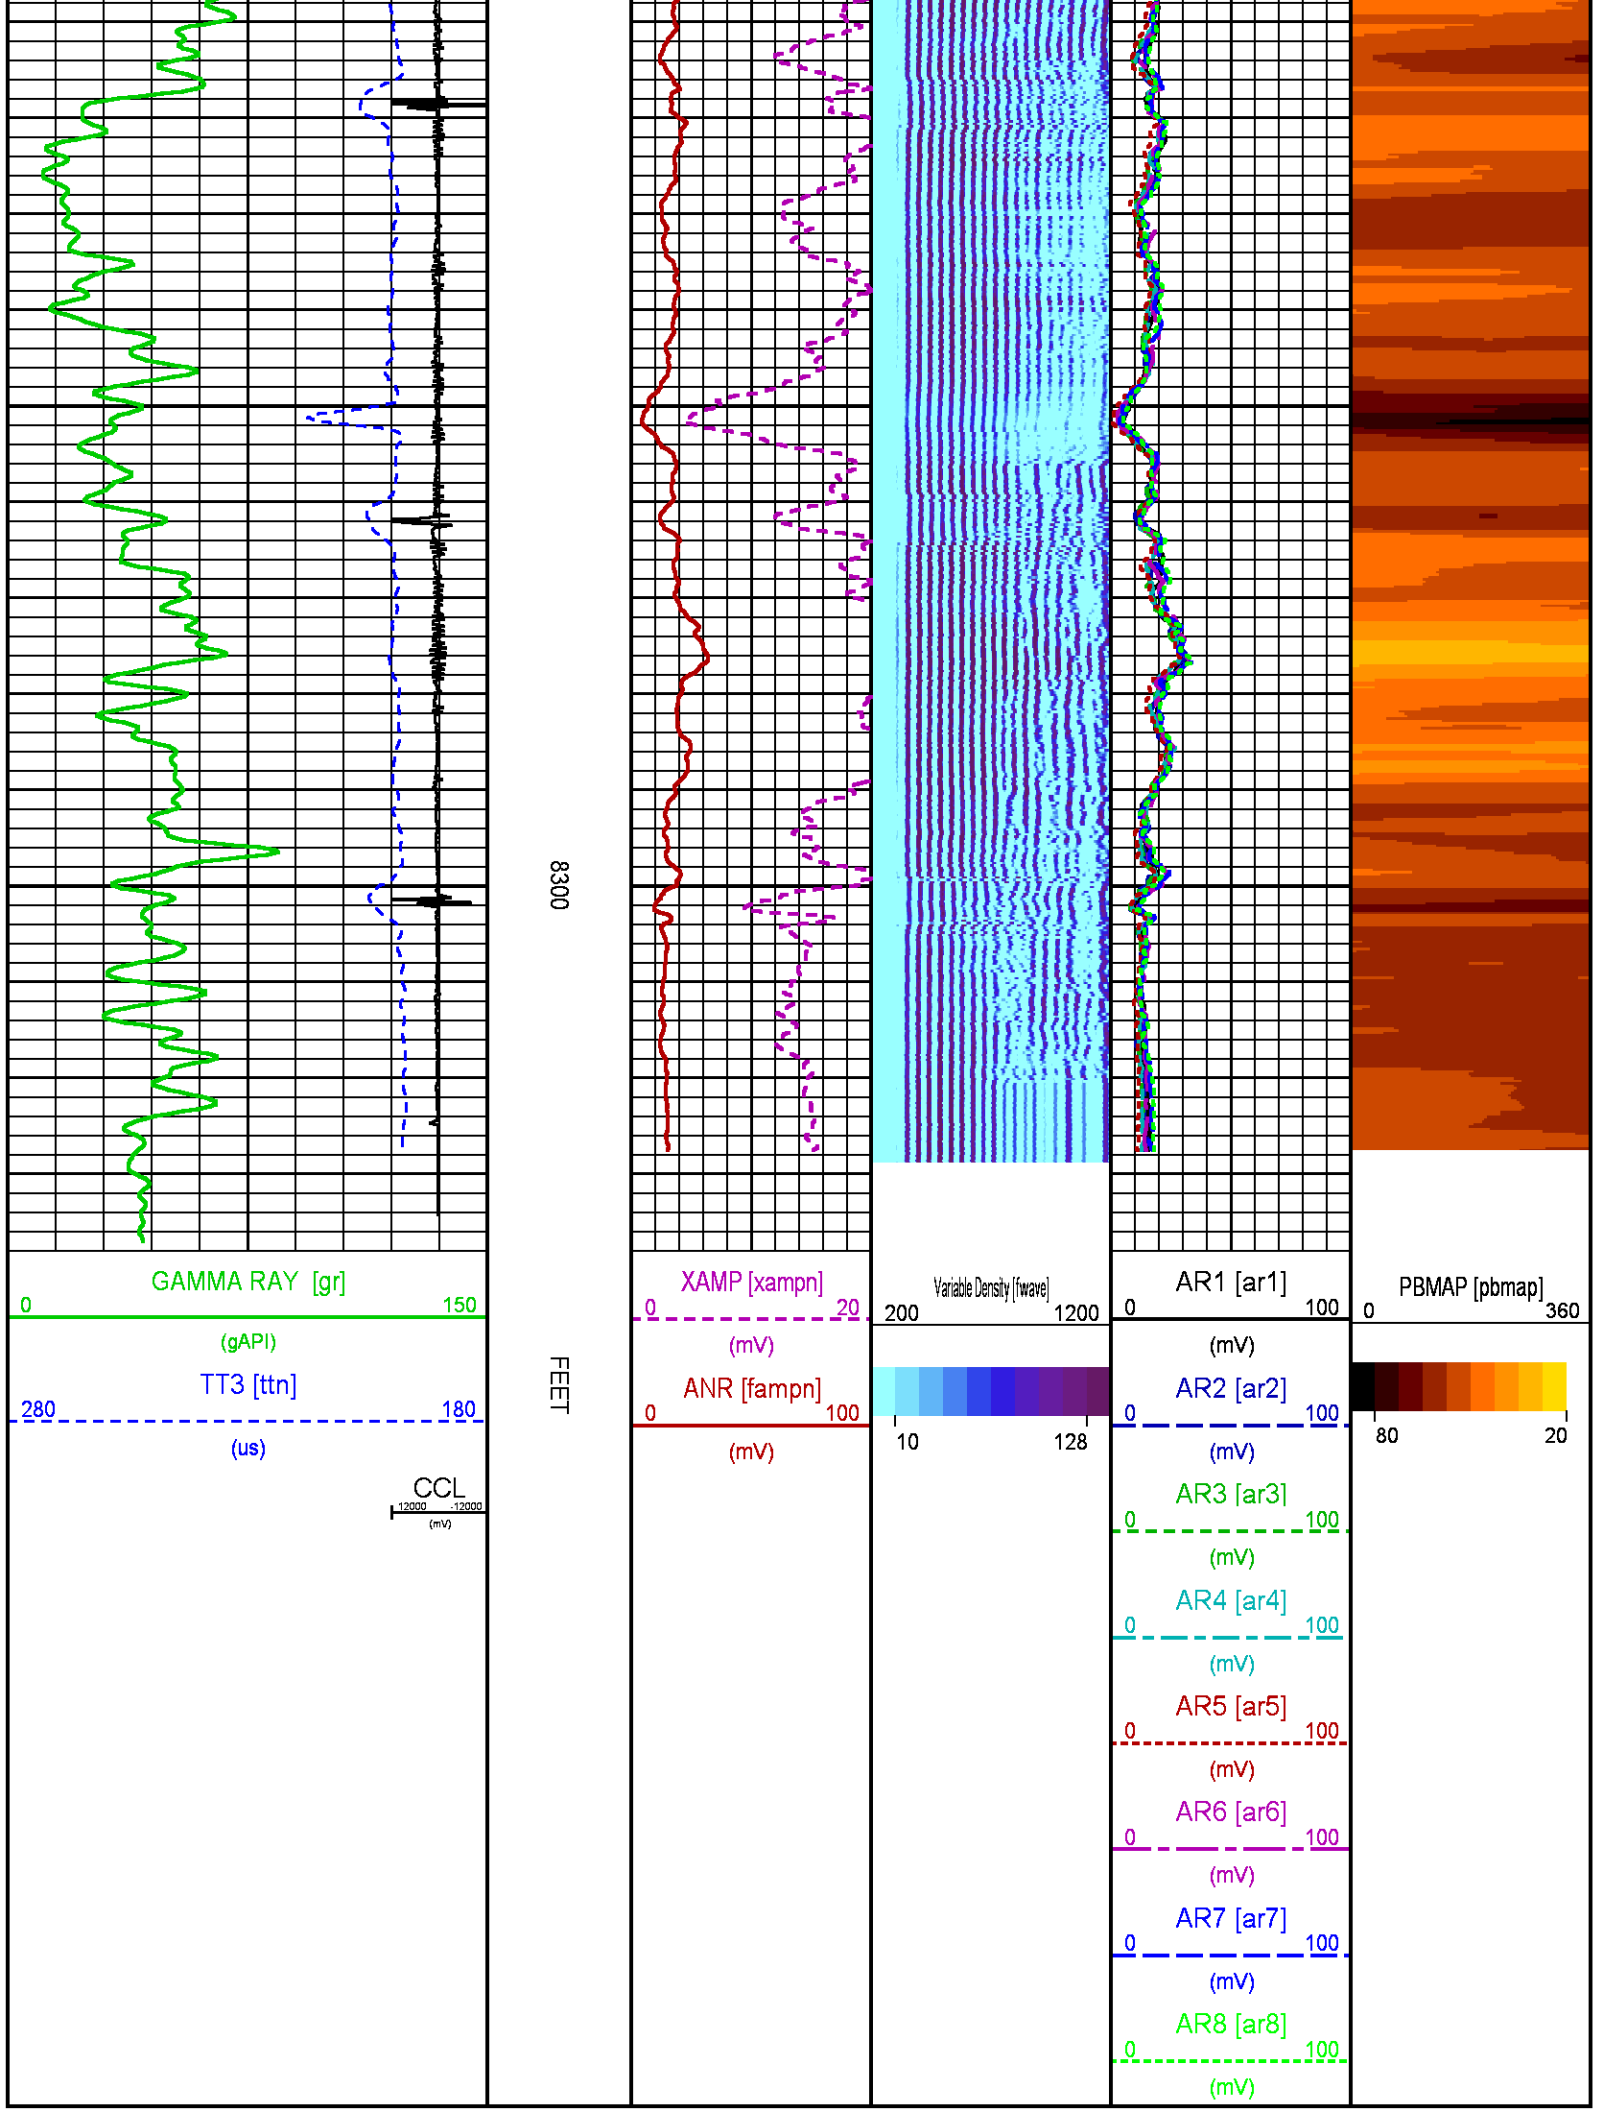 8300
FEET
GAMMA RAY [gr]
0 150
(gAPI)
TT3 [ttn]
280 180
(us)
CCL
12000 -12000
(mV)
XAMP [xampn]
0 20
(mV)
ANR [fampn]
0 100
(mV)
Variable Density [fwave]
200 1200
10 128
AR1 [ar1]
0 100
(mV)
AR2 [ar2]
0 100
(mV)
AR3 [ar3]
0 100
(mV)
AR4 [ar4]
0 100
(mV)
AR5 [ar5]
0 100
(mV)
AR6 [ar6]
0 100
(mV)
AR7 [ar7]
0 100
(mV)
AR8 [ar8]
0 100
(mV)
PBMAP [pbmap]
0 360
80 20